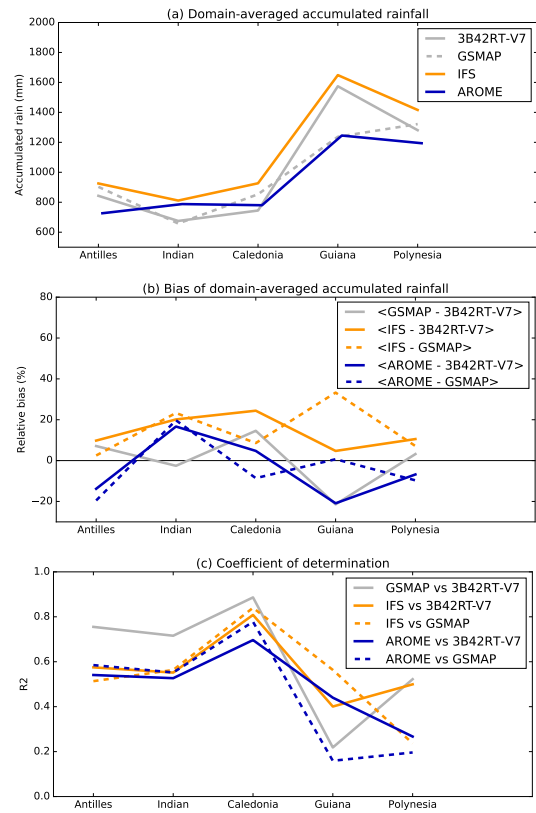 (a) Domain-averaged accumulated rainfall
2000
1800
1600
1400
1200
1000
800
600
Accumulated rain (mm)
3B42RT-V7
GSMAP
IFS
AROME
Antilles
Indian
Caledonia
Guiana
Polynesia
(b) Bias of domain-averaged accumulated rainfall
80
60
40
20
0
−20
Relative bias (%)
<GSMAP - 3B42RT-V7>
<IFS - 3B42RT-V7>
<IFS - GSMAP>
<AROME - 3B42RT-V7>
<AROME - GSMAP>
Antilles
Indian
Caledonia
Guiana
Polynesia
(c) Coefficient of determination
1.0
0.8
0.6
0.4
0.2
0.0
R2
GSMAP vs 3B42RT-V7
IFS vs 3B42RT-V7
IFS vs GSMAP
AROME vs 3B42RT-V7
AROME vs GSMAP
Antilles
Indian
Caledonia
Guiana
Polynesia